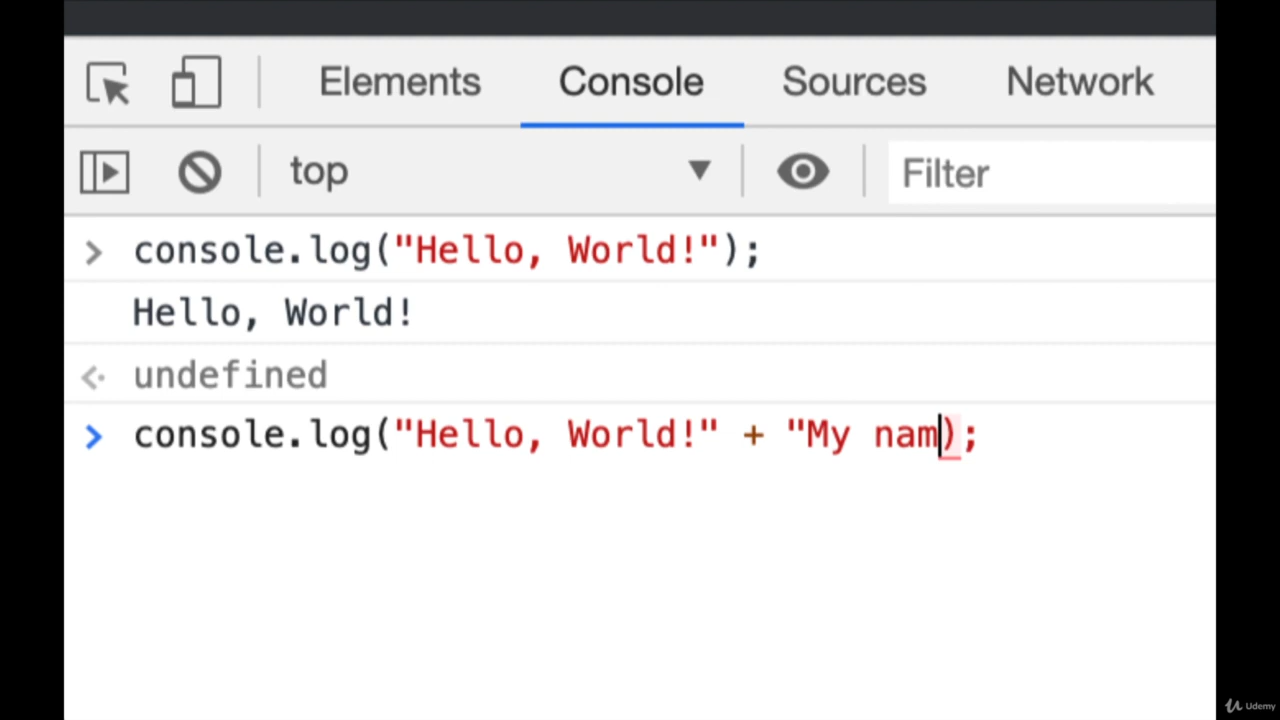 Elements Console Sources Network
top Filter
> console.log("Hello, World!");
Hello, World!
undefined
> console.log("Hello, World!" + "My nam);
Udemy